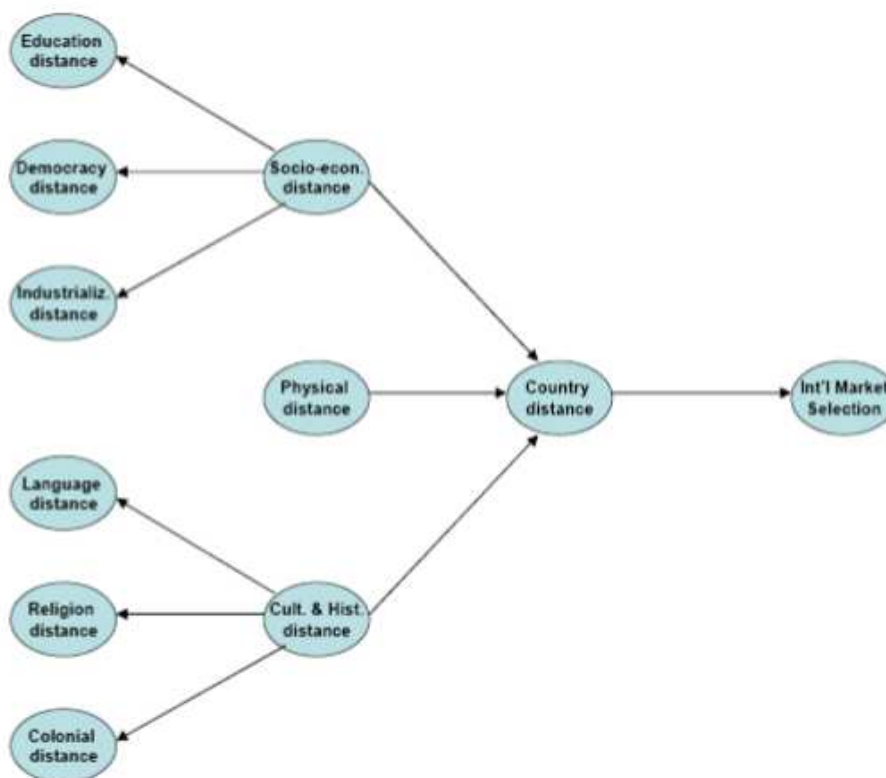 Education
distance
Democracy
distance
Socio-econ.
distance
Industrializ.
distance
Physical
distance
Country
distance
Int'l Market
Selection
Language
distance
Religion
distance
Cult. & Hist.
distance
Colonial
distance